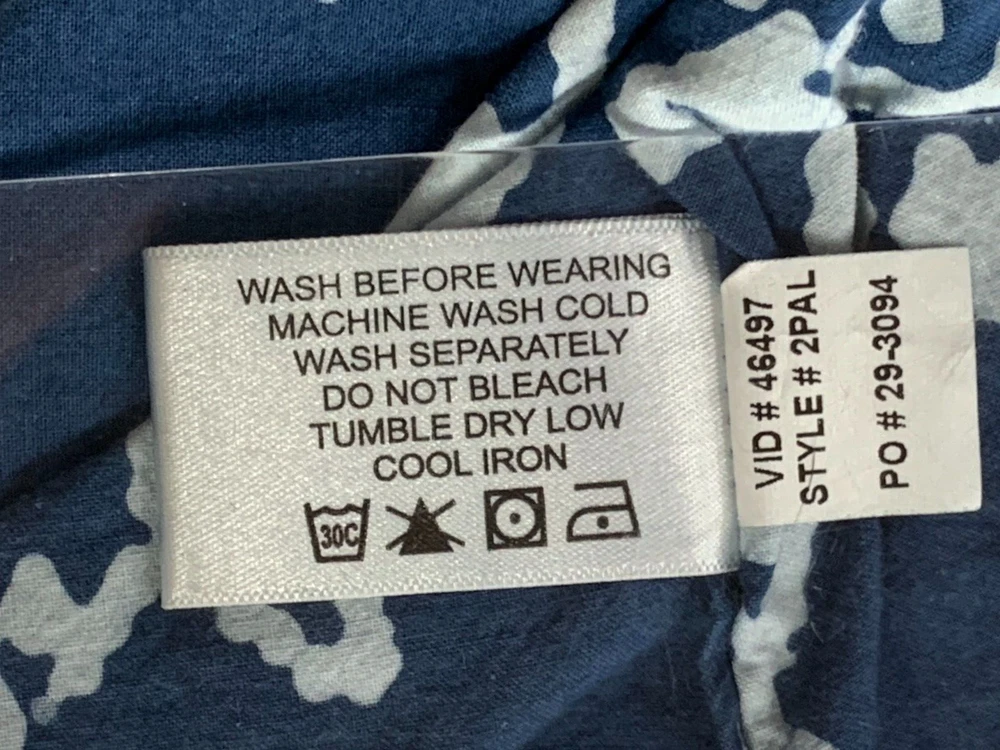 WASH BEFORE WEARING
MACHINE WASH COLD
WASH SEPARATELY
DO NOT BLEACH
TUMBLE DRY LOW
COOL IRON
30C
VID # 46497
STYLE # 2PAL
PO # 29-3094